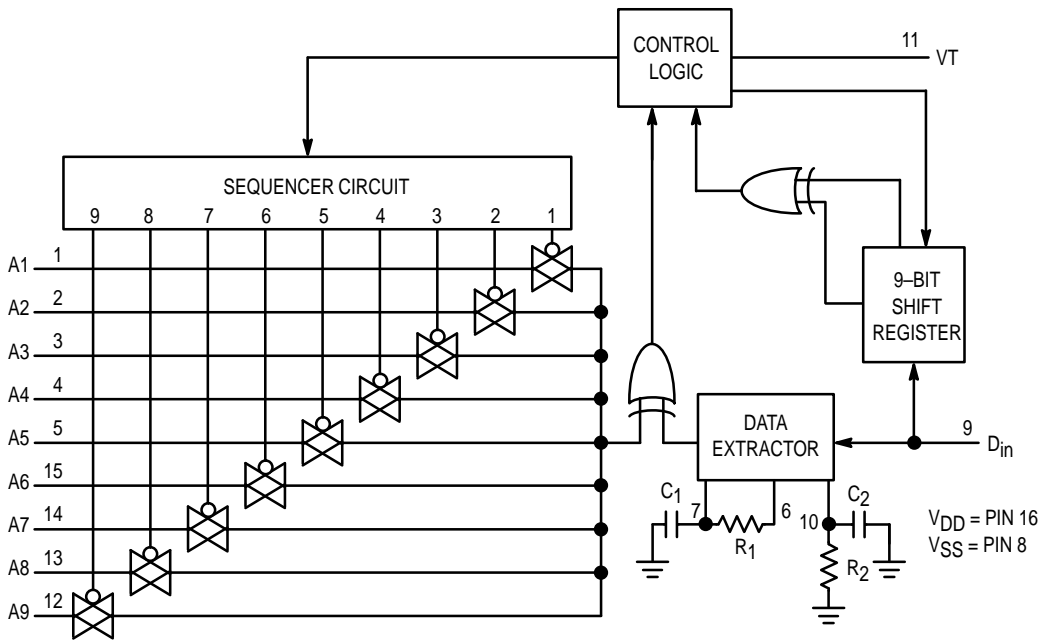 CONTROL
LOGIC
11
VT
SEQUENCER CIRCUIT
9 8 7 6 5 4 3 2 1
A1 1
A2 2
A3 3
A4 4
A5 5
A6 15
A7 14
A8 13
A9 12
9–BIT
SHIFT
REGISTER
DATA
EXTRACTOR
9
Din
C1
7
R1
6
10
C2
R2
VDD = PIN 16
VSS = PIN 8